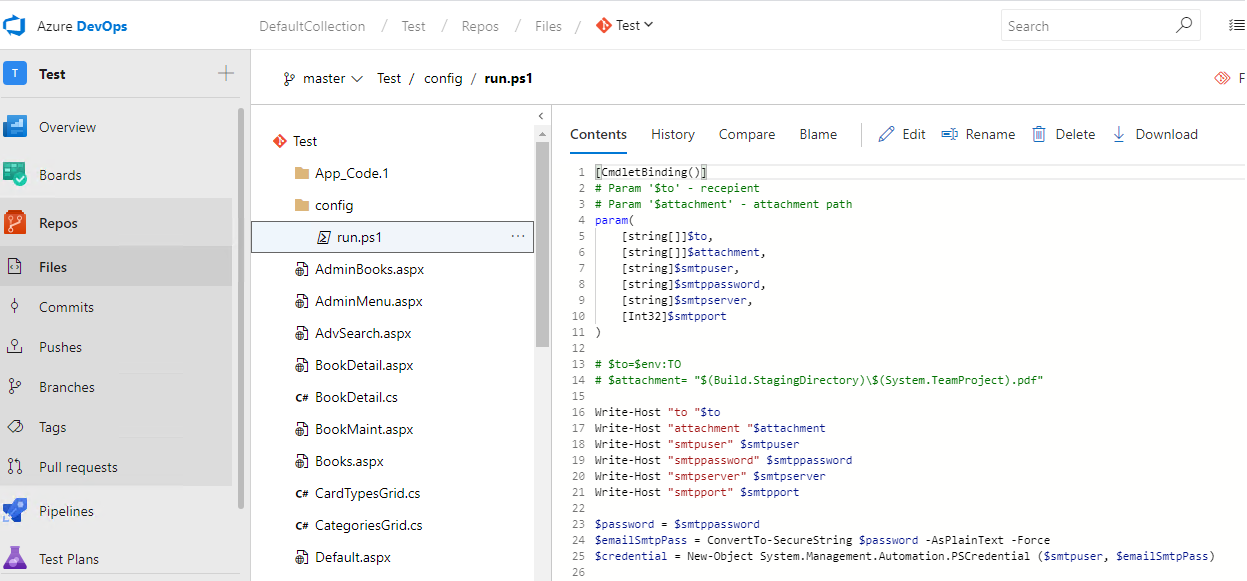 Azure DevOps
DefaultCollection / Test / Repos / Files / Test
Search
T Test
Overview
Boards
Repos
Files
Commits
Pushes
Branches
Tags
Pull requests
Pipelines
Test Plans
master Test / config / run.ps1
F
Test
App_Code.1
config
run.ps1 ...
AdminBooks.aspx
AdminMenu.aspx
AdvSearch.aspx
BookDetail.aspx
C# BookDetail.cs
BookMaint.aspx
Books.aspx
C# CardTypesGrid.cs
C# CategoriesGrid.cs
Default.aspx
Contents History Compare Blame Edit Rename Delete Download
1 [CmdletBinding()]
2 # Param '$to' - recepient
3 # Param '$attachment' - attachment path
4 param(
5 [string[]]$to,
6 [string[]]$attachment,
7 [string]$smtpuser,
8 [string]$smtppassword,
9 [string]$smtpserver,
10 [Int32]$smtpport
11 )
12
13 # $to=$env:TO
14 # $attachment= "$(Build.StagingDirectory)\$(System.TeamProject).pdf"
15
16 Write-Host "to "$to
17 Write-Host "attachment "$attachment
18 Write-Host "smtpuser" $smtpuser
19 Write-Host "smtppassword" $smtppassword
20 Write-Host "smtpserver" $smtpserver
21 Write-Host "smtpport" $smtpport
22
23 $password = $smtppassword
24 $emailSmtpPass = ConvertTo-SecureString $password -AsPlainText -Force
25 $credential = New-Object System.Management.Automation.PSCredential ($smtpuser, $emailSmtpPass)
26